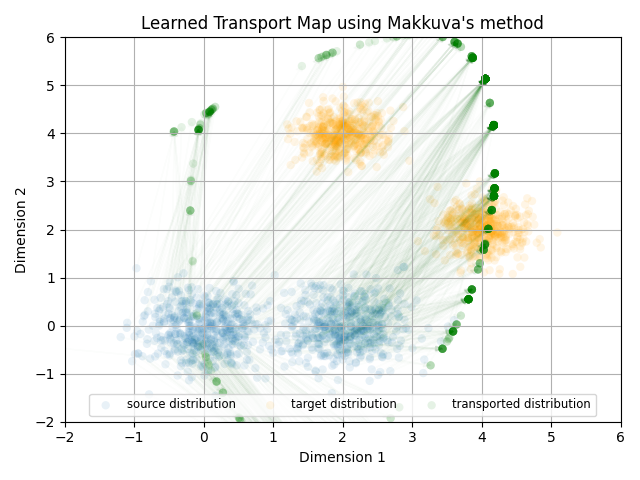 Learned Transport Map using Makkuva's method
Dimension 2
6
5
4
3
2
1
0
−1
−2
source distribution target distribution transported distribution
−2 −1 0 1 2 3 4 5 6
Dimension 1